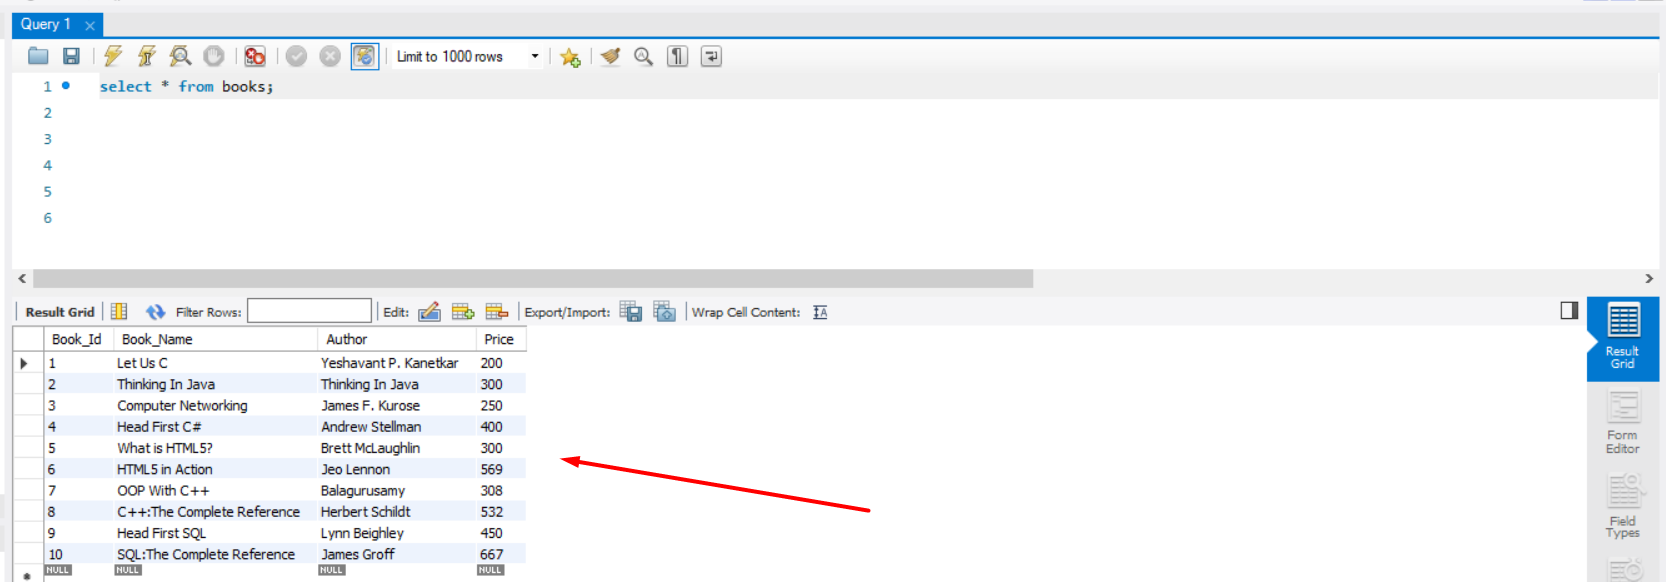 Query 1
Limit to 1000 rows
1 select * from books;
2
3
4
5
6
Result Grid Filter Rows: Edit: Export/Import: Wrap Cell Content:
Book_Id Book_Name Author Price
1 Let Us C Yeshavant P. Kanetkar 200
2 Thinking In Java Thinking In Java 300
3 Computer Networking James F. Kurose 250
4 Head First C# Andrew Stellman 400
5 What is HTML5? Brett McLaughlin 300
6 HTML5 in Action Jeo Lennon 569
7 OOP With C++ Balagurusamy 308
8 C++:The Complete Reference Herbert Schildt 532
9 Head First SQL Lynn Beighley 450
10 SQL:The Complete Reference James Groff 667
NULL NULL NULL NULL
Result
Grid
Form
Editor
Field
Types